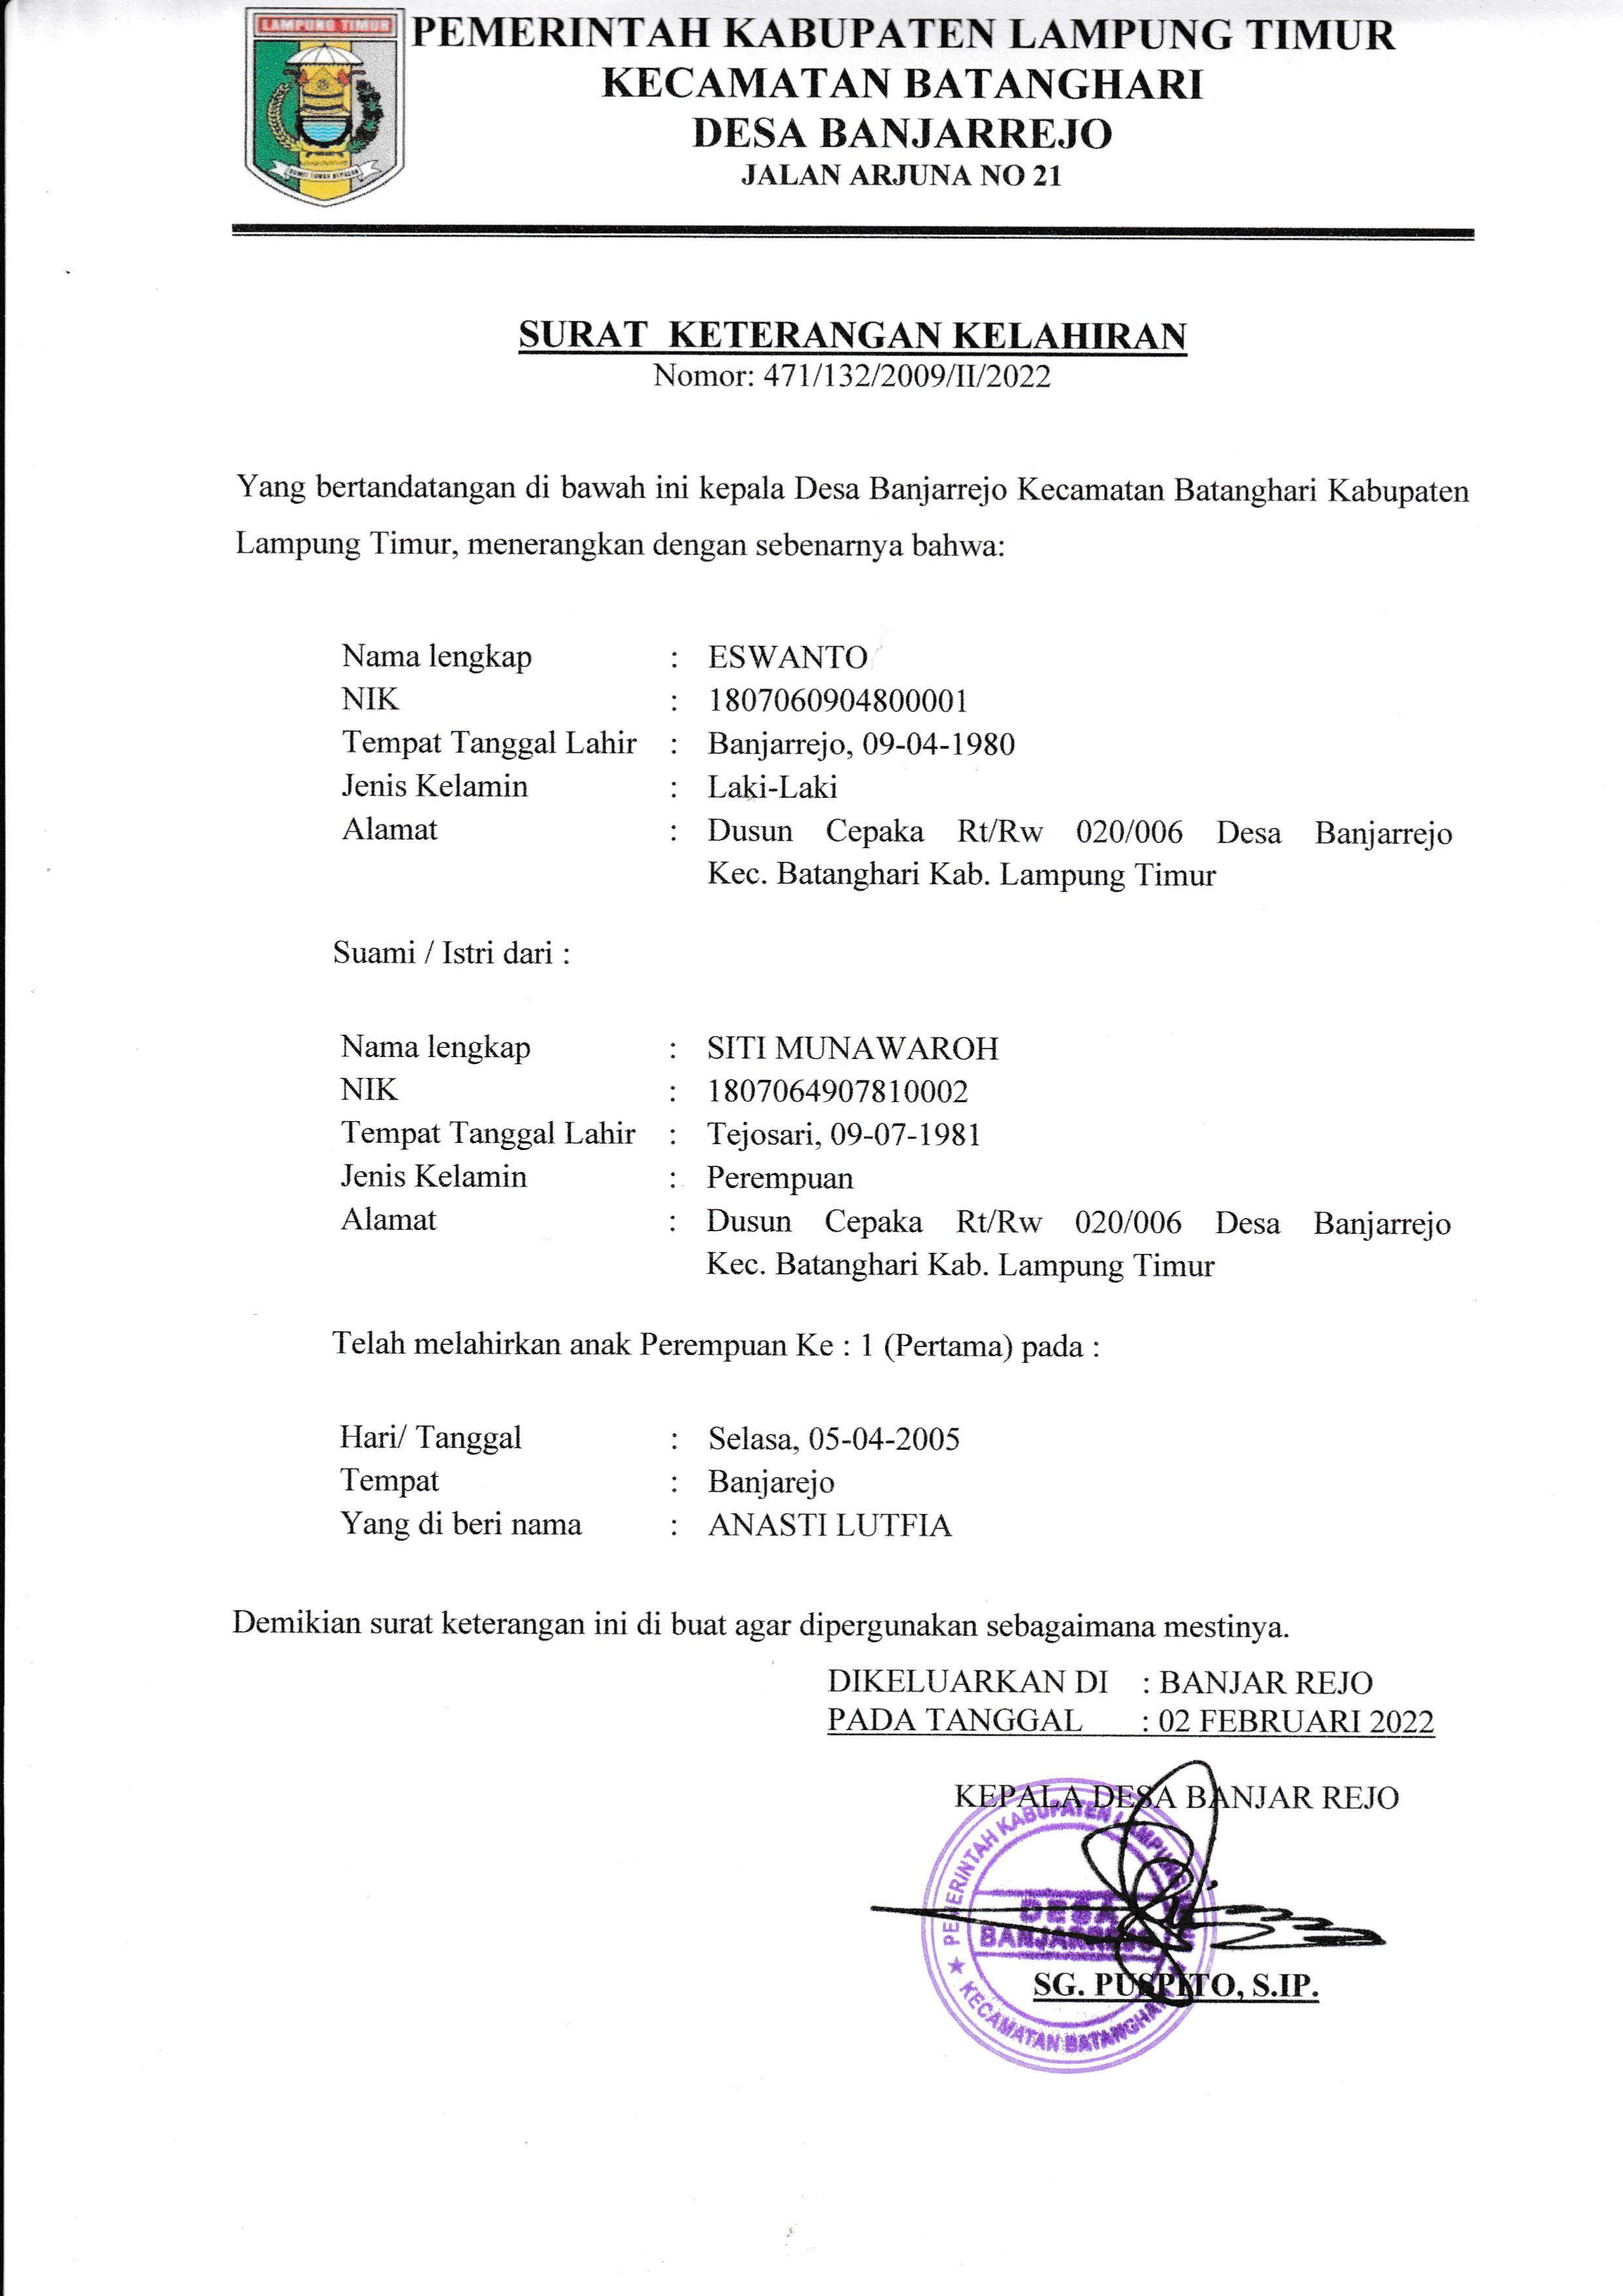 LAMPUNG TIMUR
PEMERINTAH KABUPATEN LAMPUNG TIMUR
KECAMATAN BATANGHARI
DESA BANJARREJO
JALAN ARJUNA NO 21
SURAT KETERANGAN KELAHIRAN
Nomor: 471/132/2009/II/2022
Yang bertandatangan di bawah ini kepala Desa Banjarrejo Kecamatan Batanghari Kabupaten
Lampung Timur, menerangkan dengan sebenarnya bahwa:
Nama lengkap : ESWANTO
NIK : 1807060904800001
Tempat Tanggal Lahir : Banjarrejo, 09-04-1980
Jenis Kelamin : Laki-Laki
Alamat : Dusun Cepaka Rt/Rw 020/006 Desa Banjarrejo
Kec. Batanghari Kab. Lampung Timur
Suami / Istri dari :
Nama lengkap : SITI MUNAWAROH
NIK : 1807064907810002
Tempat Tanggal Lahir : Tejosari, 09-07-1981
Jenis Kelamin : Perempuan
Alamat : Dusun Cepaka Rt/Rw 020/006 Desa Banjarrejo
Kec. Batanghari Kab. Lampung Timur
Telah melahirkan anak Perempuan Ke : 1 (Pertama) pada :
Hari/ Tanggal : Selasa, 05-04-2005
Tempat : Banjarejo
Yang di beri nama : ANASTI LUTFIA
Demikian surat keterangan ini di buat agar dipergunakan sebagaimana mestinya.
DIKELUARKAN DI : BANJAR REJO
PADA TANGGAL : 02 FEBRUARI 2022
KEPALA DESA BANJAR REJO
PEMERINTAH KABUPATEN LAMPUNG
DESA
BANJARREJO
KECAMATAN BATANGHARI
SG. PUSPITO, S.IP.